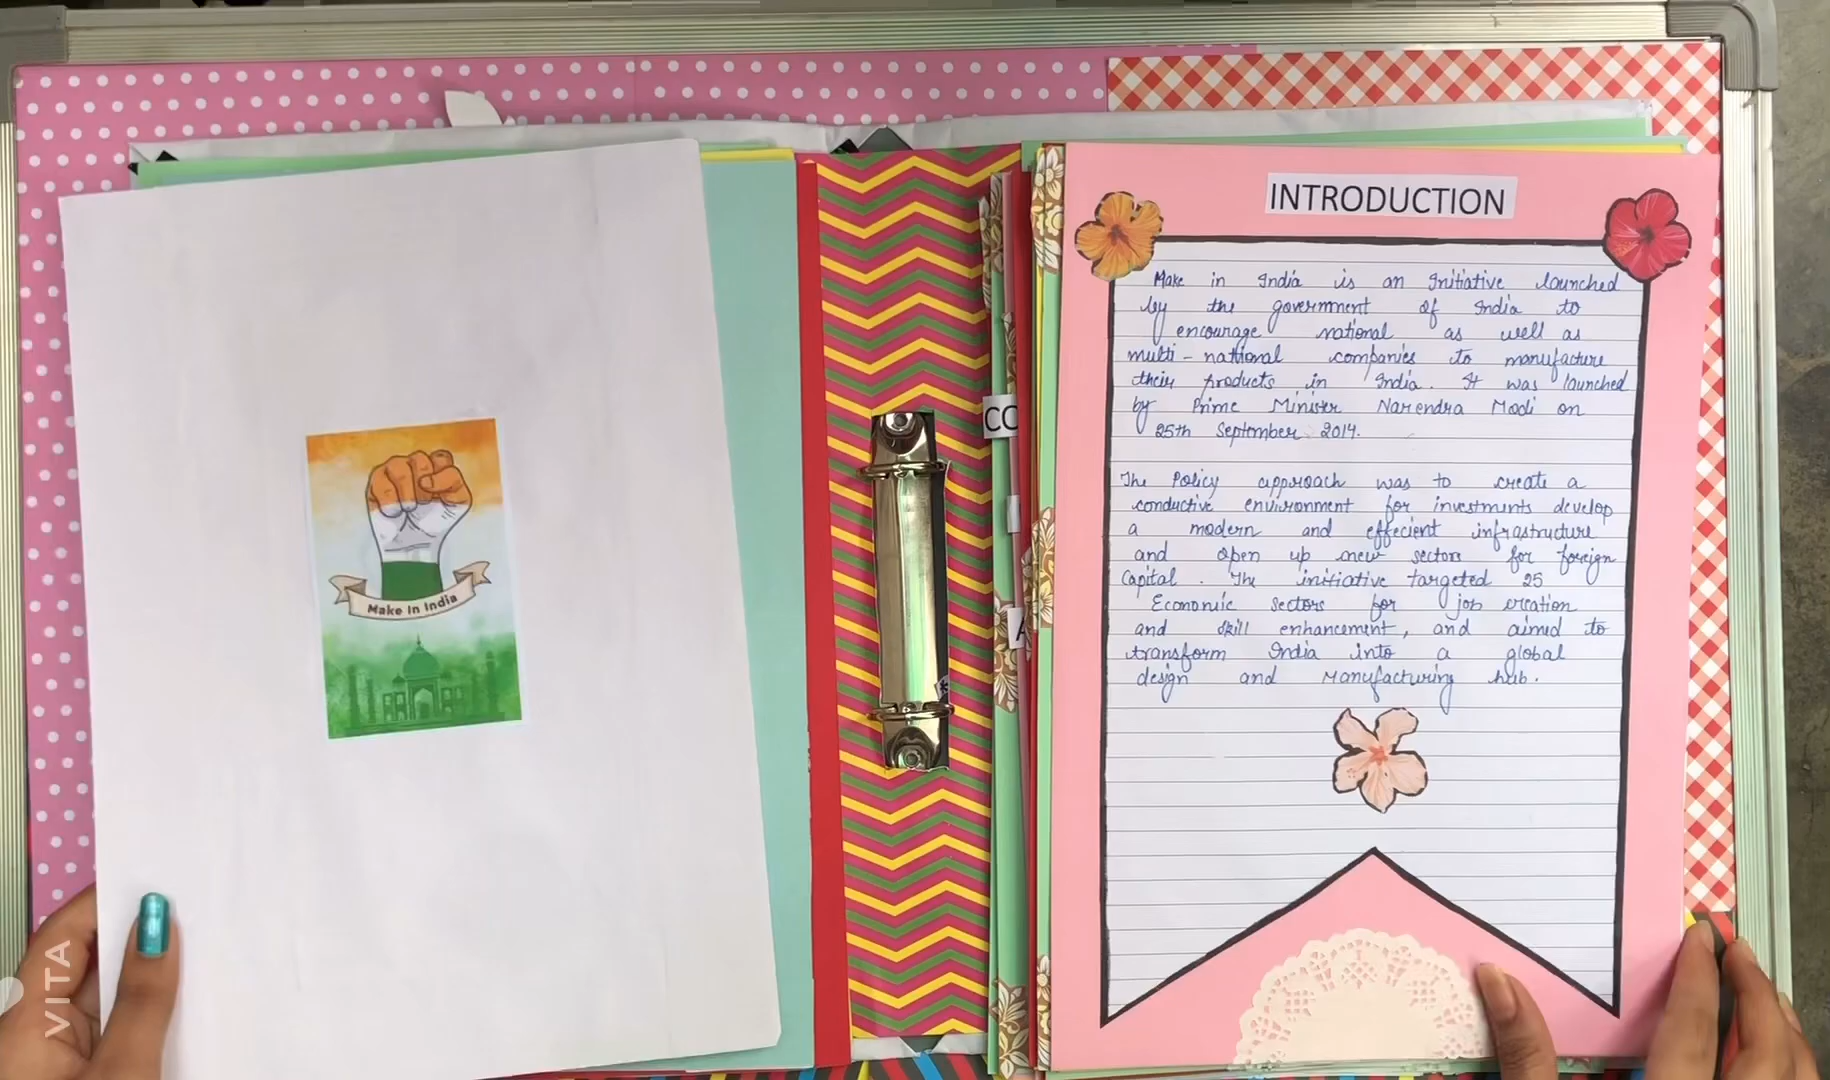 Make In India
VITA
CO
A
INTRODUCTION
Make in India is an Initiative launched
by the government of India to
encourage national as well as
multi-national companies to manufacture
their products in India. It was launched
by Prime Minister Narendra Modi on
25th September 2014.
The Policy approach was to create a
conductive environment for investments develop
a modern and effecient infrastructure
and open up new sectors for foreign
Capital. The initiative targeted 25
Economic sectors for job creation
and skill enhancement, and aimed to
transform India into a global
design and Manufacturing hub.